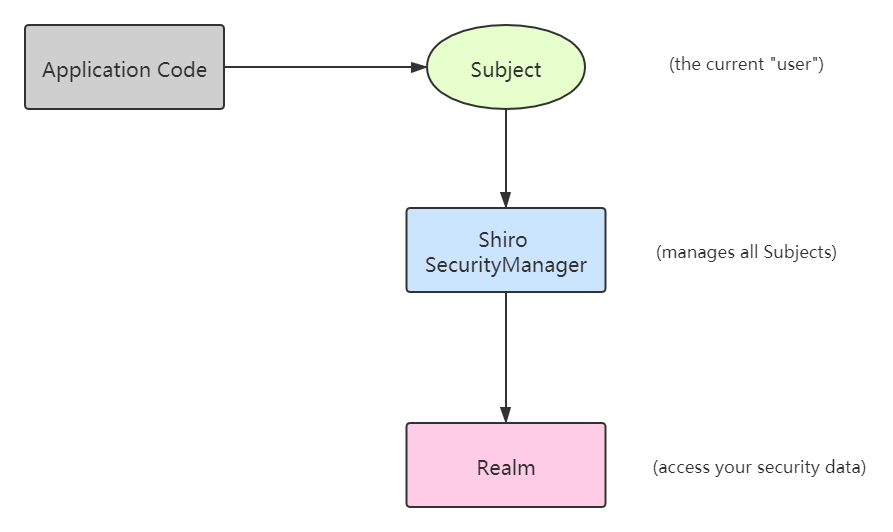 Application Code
Subject
(the current "user")
Shiro
SecurityManager
(manages all Subjects)
Realm
(access your security data)